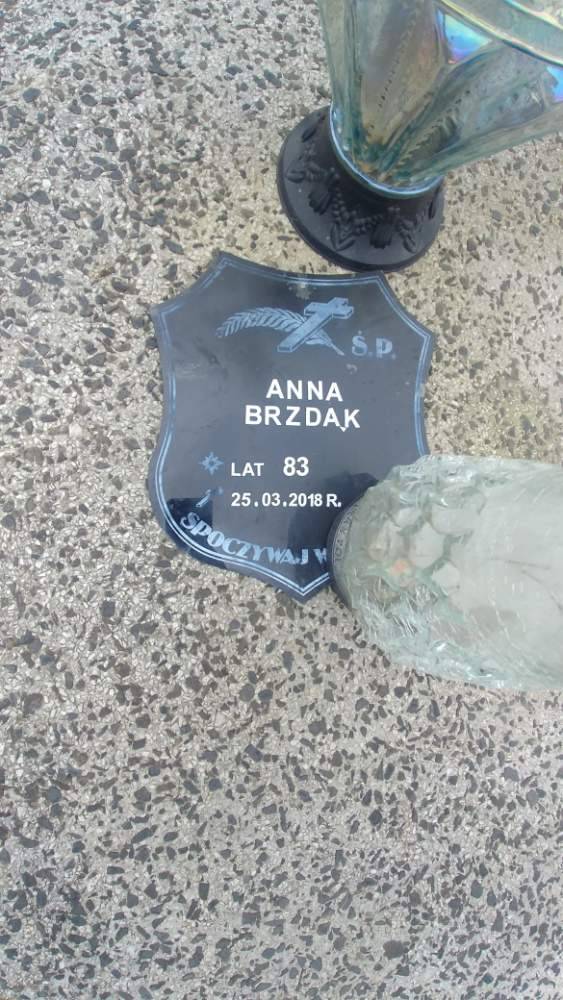 Ś.P.
ANNA
BRZDĄK
LAT 83
25.03.2018 R.
SPOCZYWAJ W